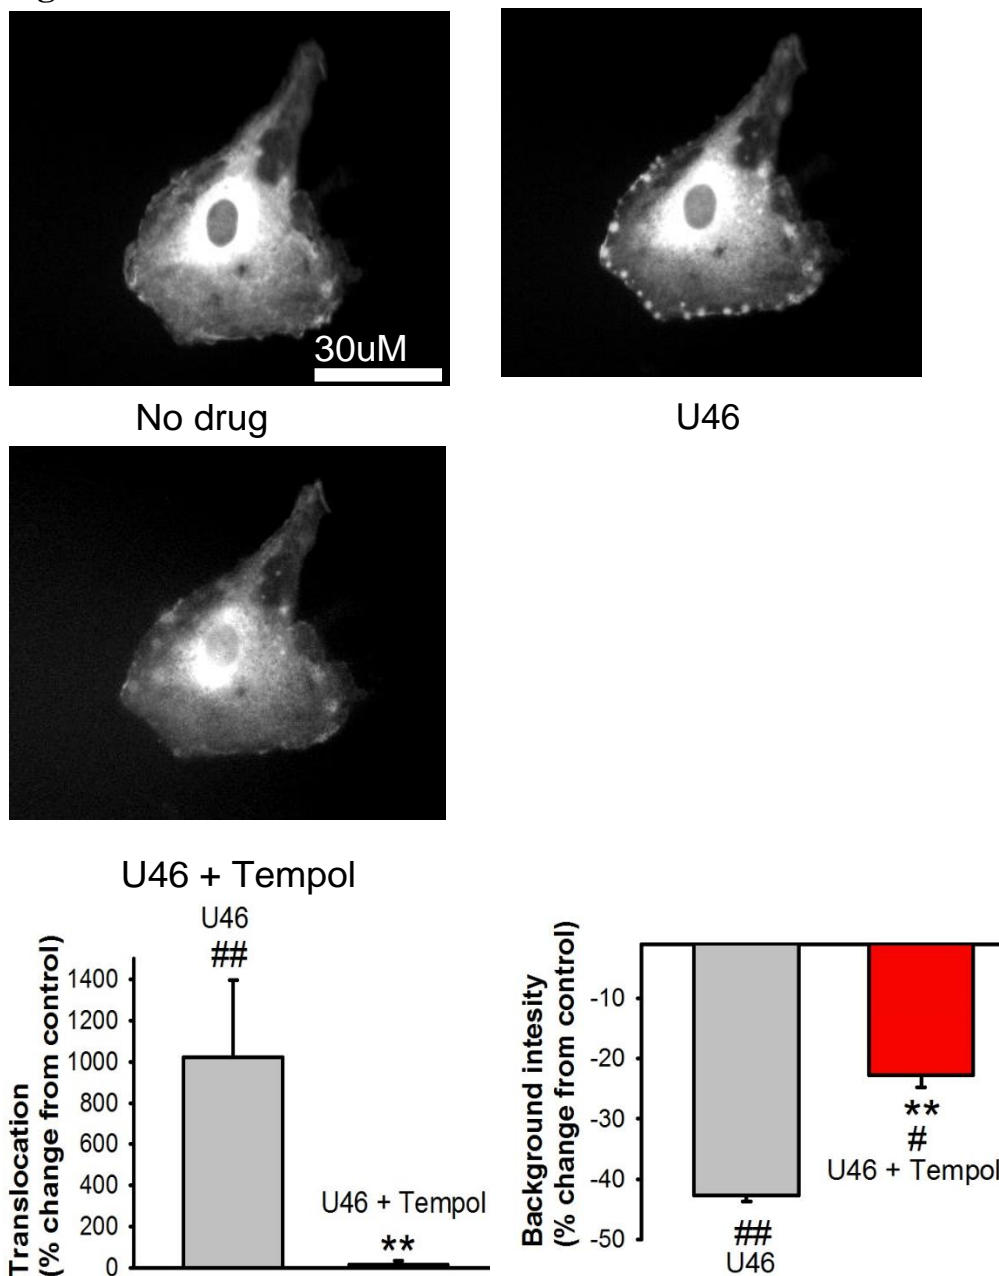 30uM
No drug
U46
U46 + Tempol
U46
##
Translocation
(% change from control)
1400
1200
1000
800
600
400
200
0
U46 + Tempol
**
Background intesity
(% change from control)
-10
-20
-30
-40
-50
**
#
U46 + Tempol
##
U46